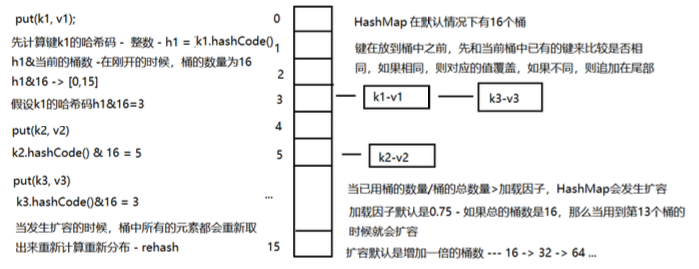 put(k1, v1);
先计算键k1的哈希码 - 整数 - h1 = k1.hashCode()
h1&当前的桶数 -在刚开的时候，桶的数量为16
h1&16 -> [0,15]
假设k1的哈希码h1&16=3
put(k2, v2)
k2.hashCode() & 16 = 5
put(k3, v3)
k3.hashCode()&16 = 3
当发生扩容的时候，桶中所有的元素都会重新取
出来重新计算重新分布 - rehash
0
1
2
3
4
5
...
15
HashMap 在默认情况下有16个桶
键在放到桶中之前，先和当前桶中已有的键来比较是否相
同，如果相同，则对应的值覆盖，如果不同，则追加在尾部
k1-v1
k3-v3
k2-v2
当已用桶的数量/桶的总数量>加载因子，HashMap会发生扩容
加载因子默认是0.75 - 如果总的桶数是16，那么当用到第13个桶的
时候就会扩容
扩容默认是增加一倍的桶数 --- 16 -> 32 -> 64 ...